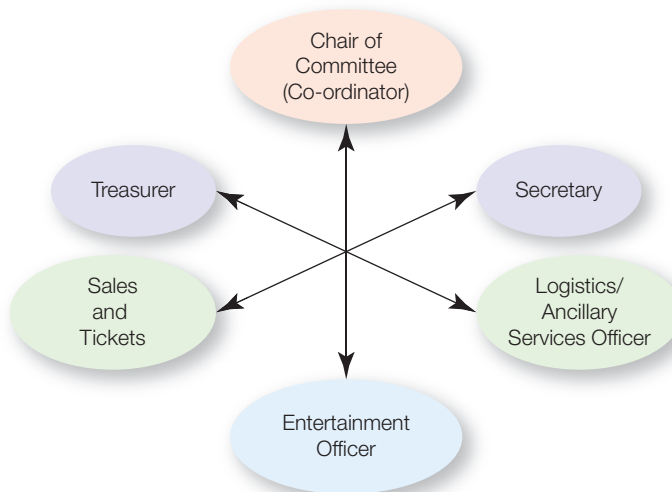 Chair of
Committee
(Co-ordinator)
Treasurer
Secretary
Sales
and
Tickets
Logistics/
Ancillary
Services Officer
Entertainment
Officer